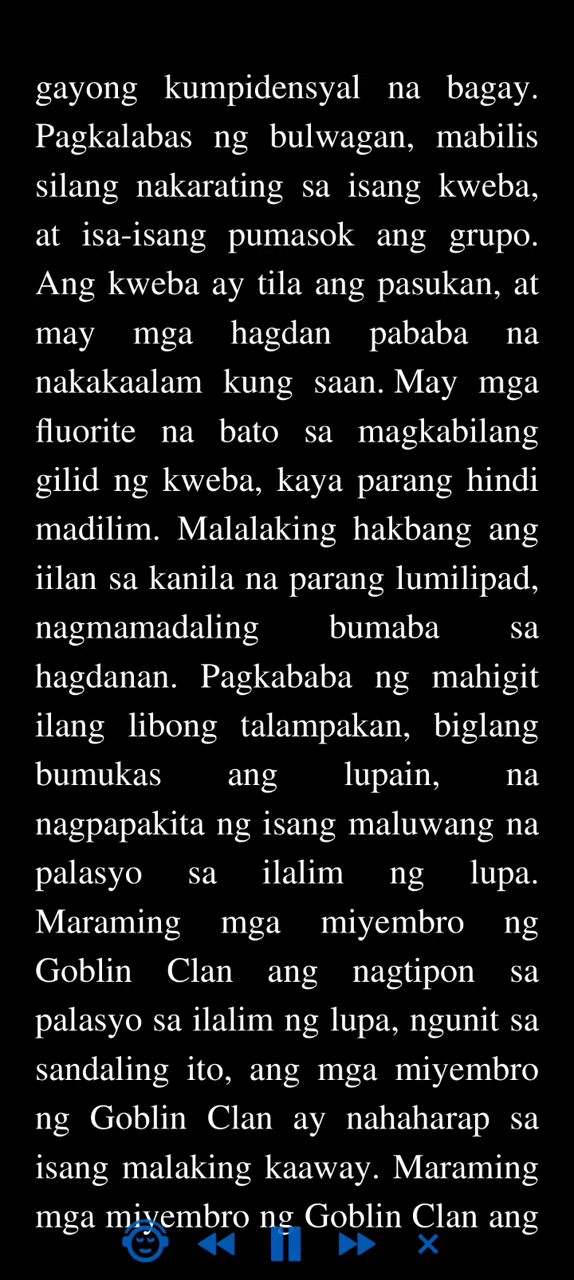 gayong kumpidensyal na bagay.
Pagkalabas ng bulwagan, mabilis
silang nakarating sa isang kweba,
at isa-isang pumasok ang grupo.
Ang kweba ay tila ang pasukan, at
may mga hagdan pababa na
nakakaalam kung saan. May mga
fluorite na bato sa magkabilang
gilid ng kweba, kaya parang hindi
madilim. Malalaking hakbang ang
iilan sa kanila na parang lumilipad,
nagmamadaling bumaba sa
hagdanan. Pagkababa ng mahigit
ilang libong talampakan, biglang
bumukas ang lupain, na
nagpapakita ng isang maluwang na
palasyo sa ilalim ng lupa.
Maraming mga miyembro ng
Goblin Clan ang nagtipon sa
palasyo sa ilalim ng lupa, ngunit sa
sandaling ito, ang mga miyembro
ng Goblin Clan ay nahaharap sa
isang malaking kaaway. Maraming
mga miyembro ng Goblin Clan ang